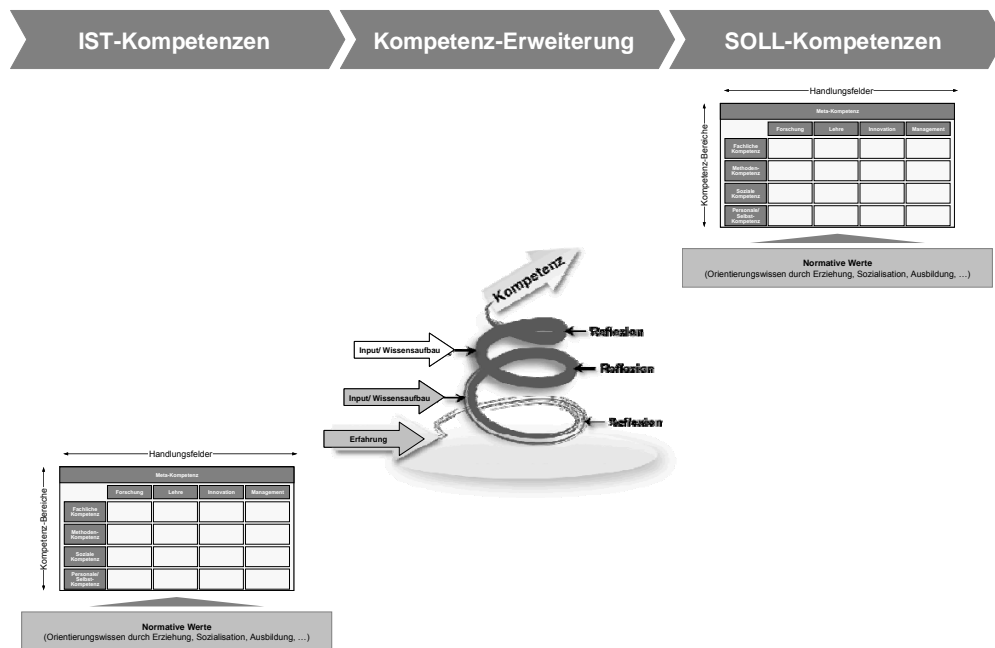 IST-Kompetenzen
Kompetenz-Erweiterung
SOLL-Kompetenzen
Handlungsfelder
Kompetenz-Bereiche
Meta-Kompetenz
Forschung
Lehre
Innovation
Management
Fachliche
Kompetenz
Methoden-
Kompetenz
Soziale
Kompetenz
Personale/
Selbst-
Kompetenz
Normative Werte
(Orientierungswissen durch Erziehung, Sozialisation, Ausbildung, …)
Kompetenz
Reflexion
Input/ Wissensaufbau
Reflexion
Input/ Wissensaufbau
Reflexion
Erfahrung
Handlungsfelder
Kompetenz-Bereiche
Meta-Kompetenz
Forschung
Lehre
Innovation
Management
Fachliche
Kompetenz
Methoden-
Kompetenz
Soziale
Kompetenz
Personale/
Selbst-
Kompetenz
Normative Werte
(Orientierungswissen durch Erziehung, Sozialisation, Ausbildung, …)